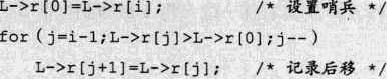 L->r[0]=L->r[i]; /* 设置哨兵 */
for(j=i-1;L->r[j]>L->r[0];j--)
L->r[j+1]=L->r[j]; /* 记录后移 */